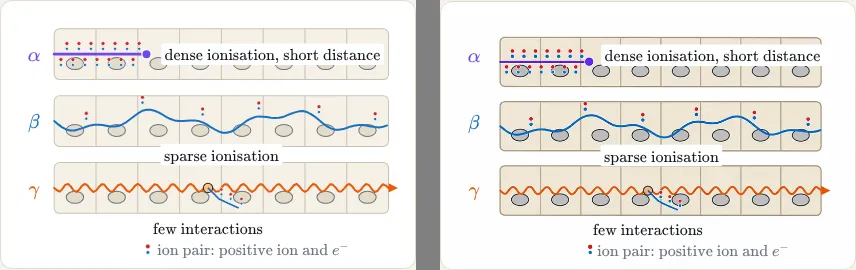 α dense ionisation, short distance
β
sparse ionisation
γ
few interactions
ion pair: positive ion and e⁻
α dense ionisation, short distance
β
sparse ionisation
γ
few interactions
ion pair: positive ion and e⁻